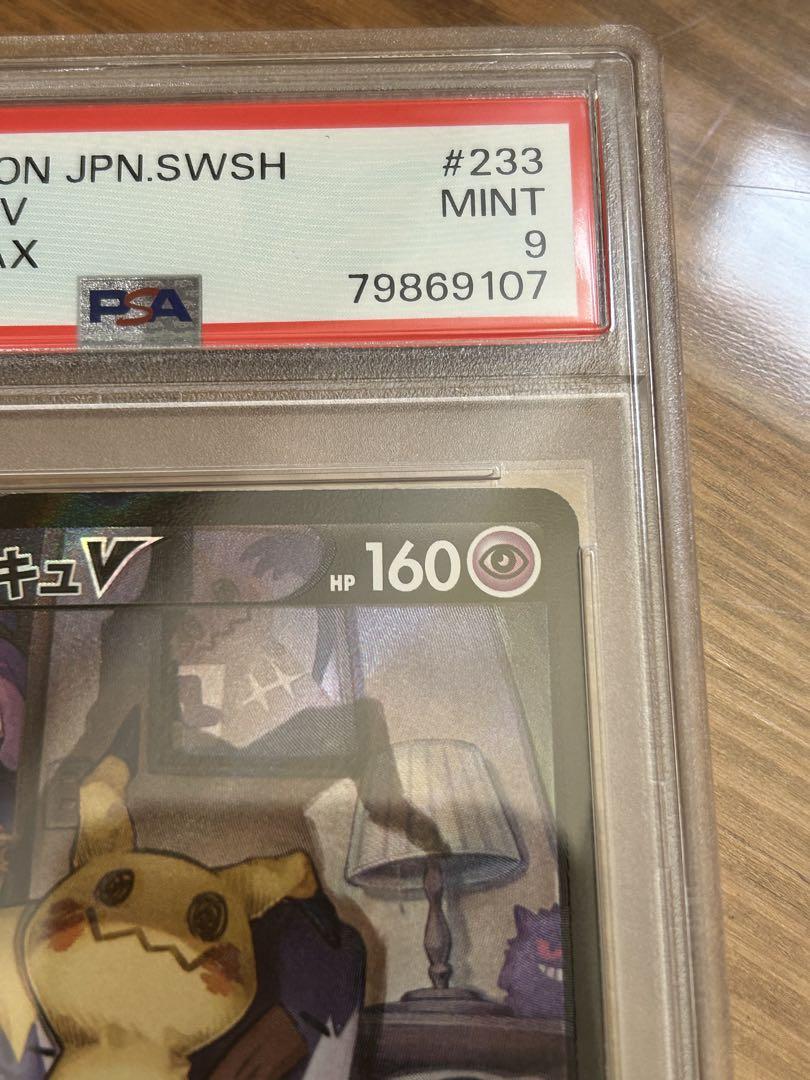 ON JPN.SWSH #233
V MINT
AX 9
PSA 79869107
キュV HP 160